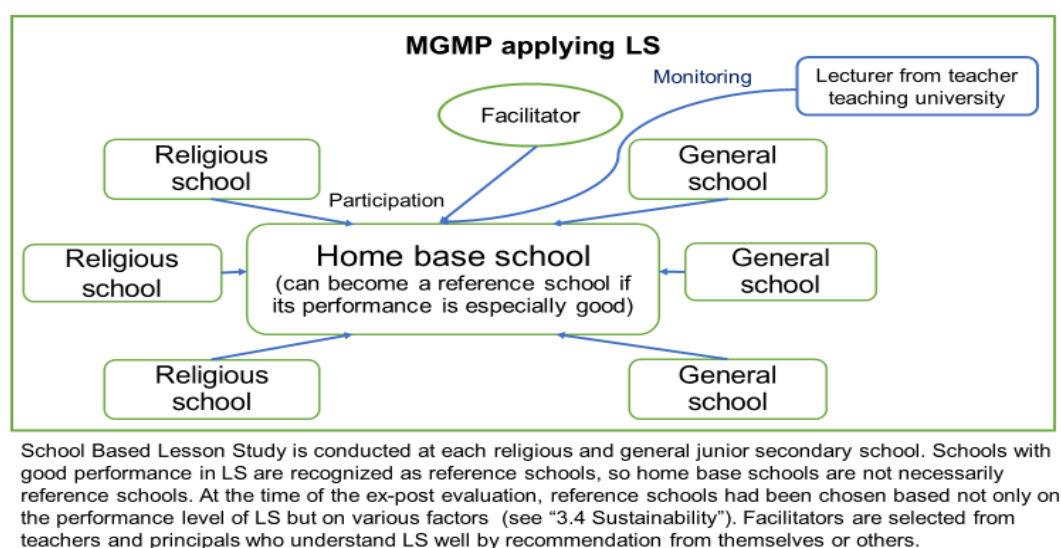 MGMP applying LS
Monitoring
Lecturer from teacher
teaching university
Facilitator
Religious
school
General
school
Participation
Religious
school
Home base school
(can become a reference school if
its performance is especially good)
General
school
Religious
school
General
school
School Based Lesson Study is conducted at each religious and general junior secondary school. Schools with
good performance in LS are recognized as reference schools, so home base schools are not necessarily
reference schools. At the time of the ex-post evaluation, reference schools had been chosen based not only on
the performance level of LS but on various factors (see “3.4 Sustainability”). Facilitators are selected from
teachers and principals who understand LS well by recommendation from themselves or others.